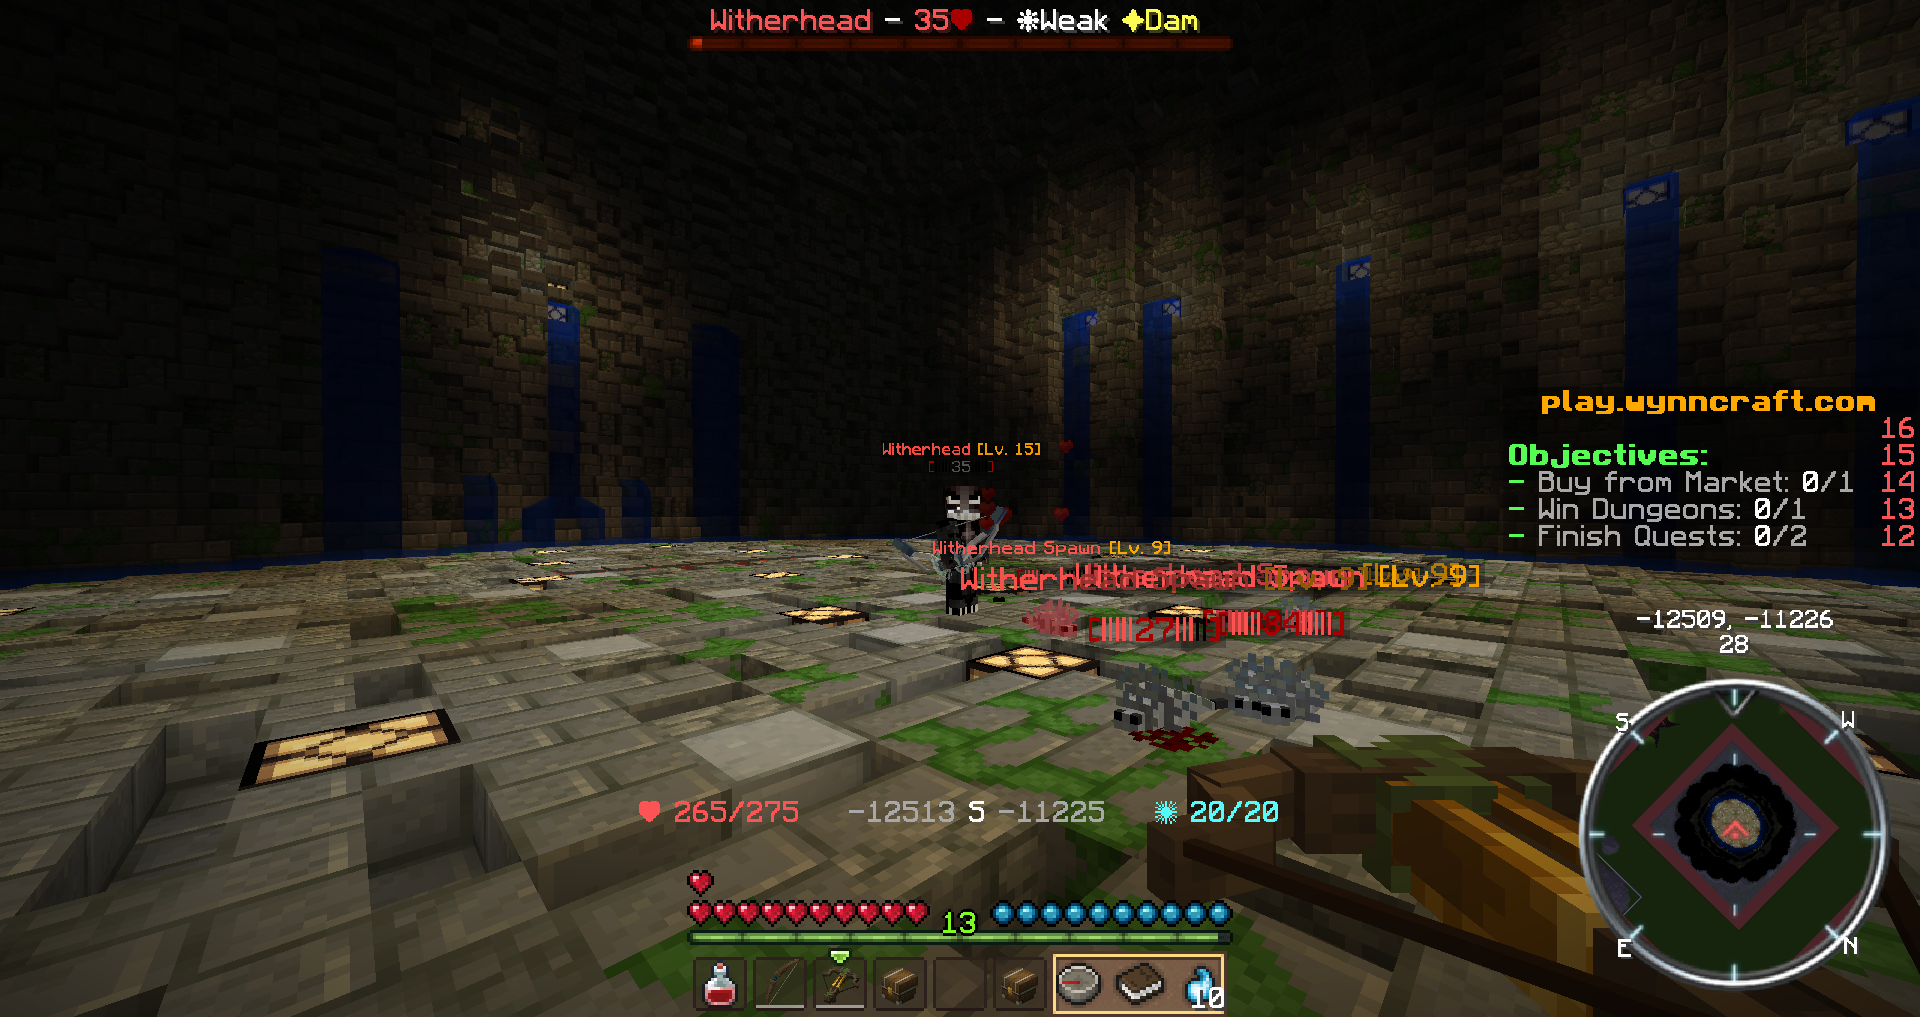 Witherhead - 35❤ - ❋Weak ✦Dam
Witherhead [Lv. 15]
[ 35 ]
Witherhead Spawn [Lv. 9]
[||||27|||]
84
play.wynncraft.com
16
Objectives: 15
- Buy from Market: 0/1 14
- Win Dungeons: 0/1 13
- Finish Quests: 0/2 12
-12509, -11226
28
S W
E N
❤ 265/275 -12513 S -11225 20/20
13
10